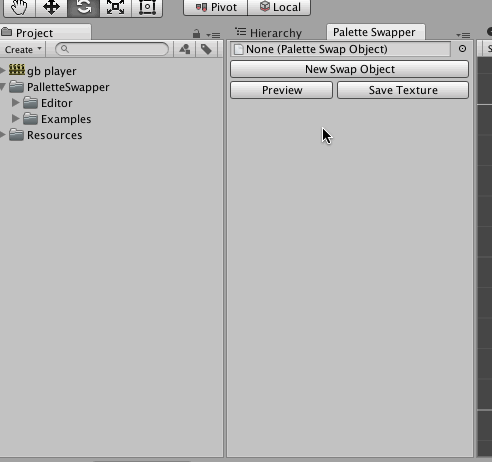 Pivot
Local
Project
Hierarchy
Palette Swapper
Create
None (Palette Swap Object)
New Swap Object
Preview
Save Texture
gb player
PalletteSwapper
Editor
Examples
Resources